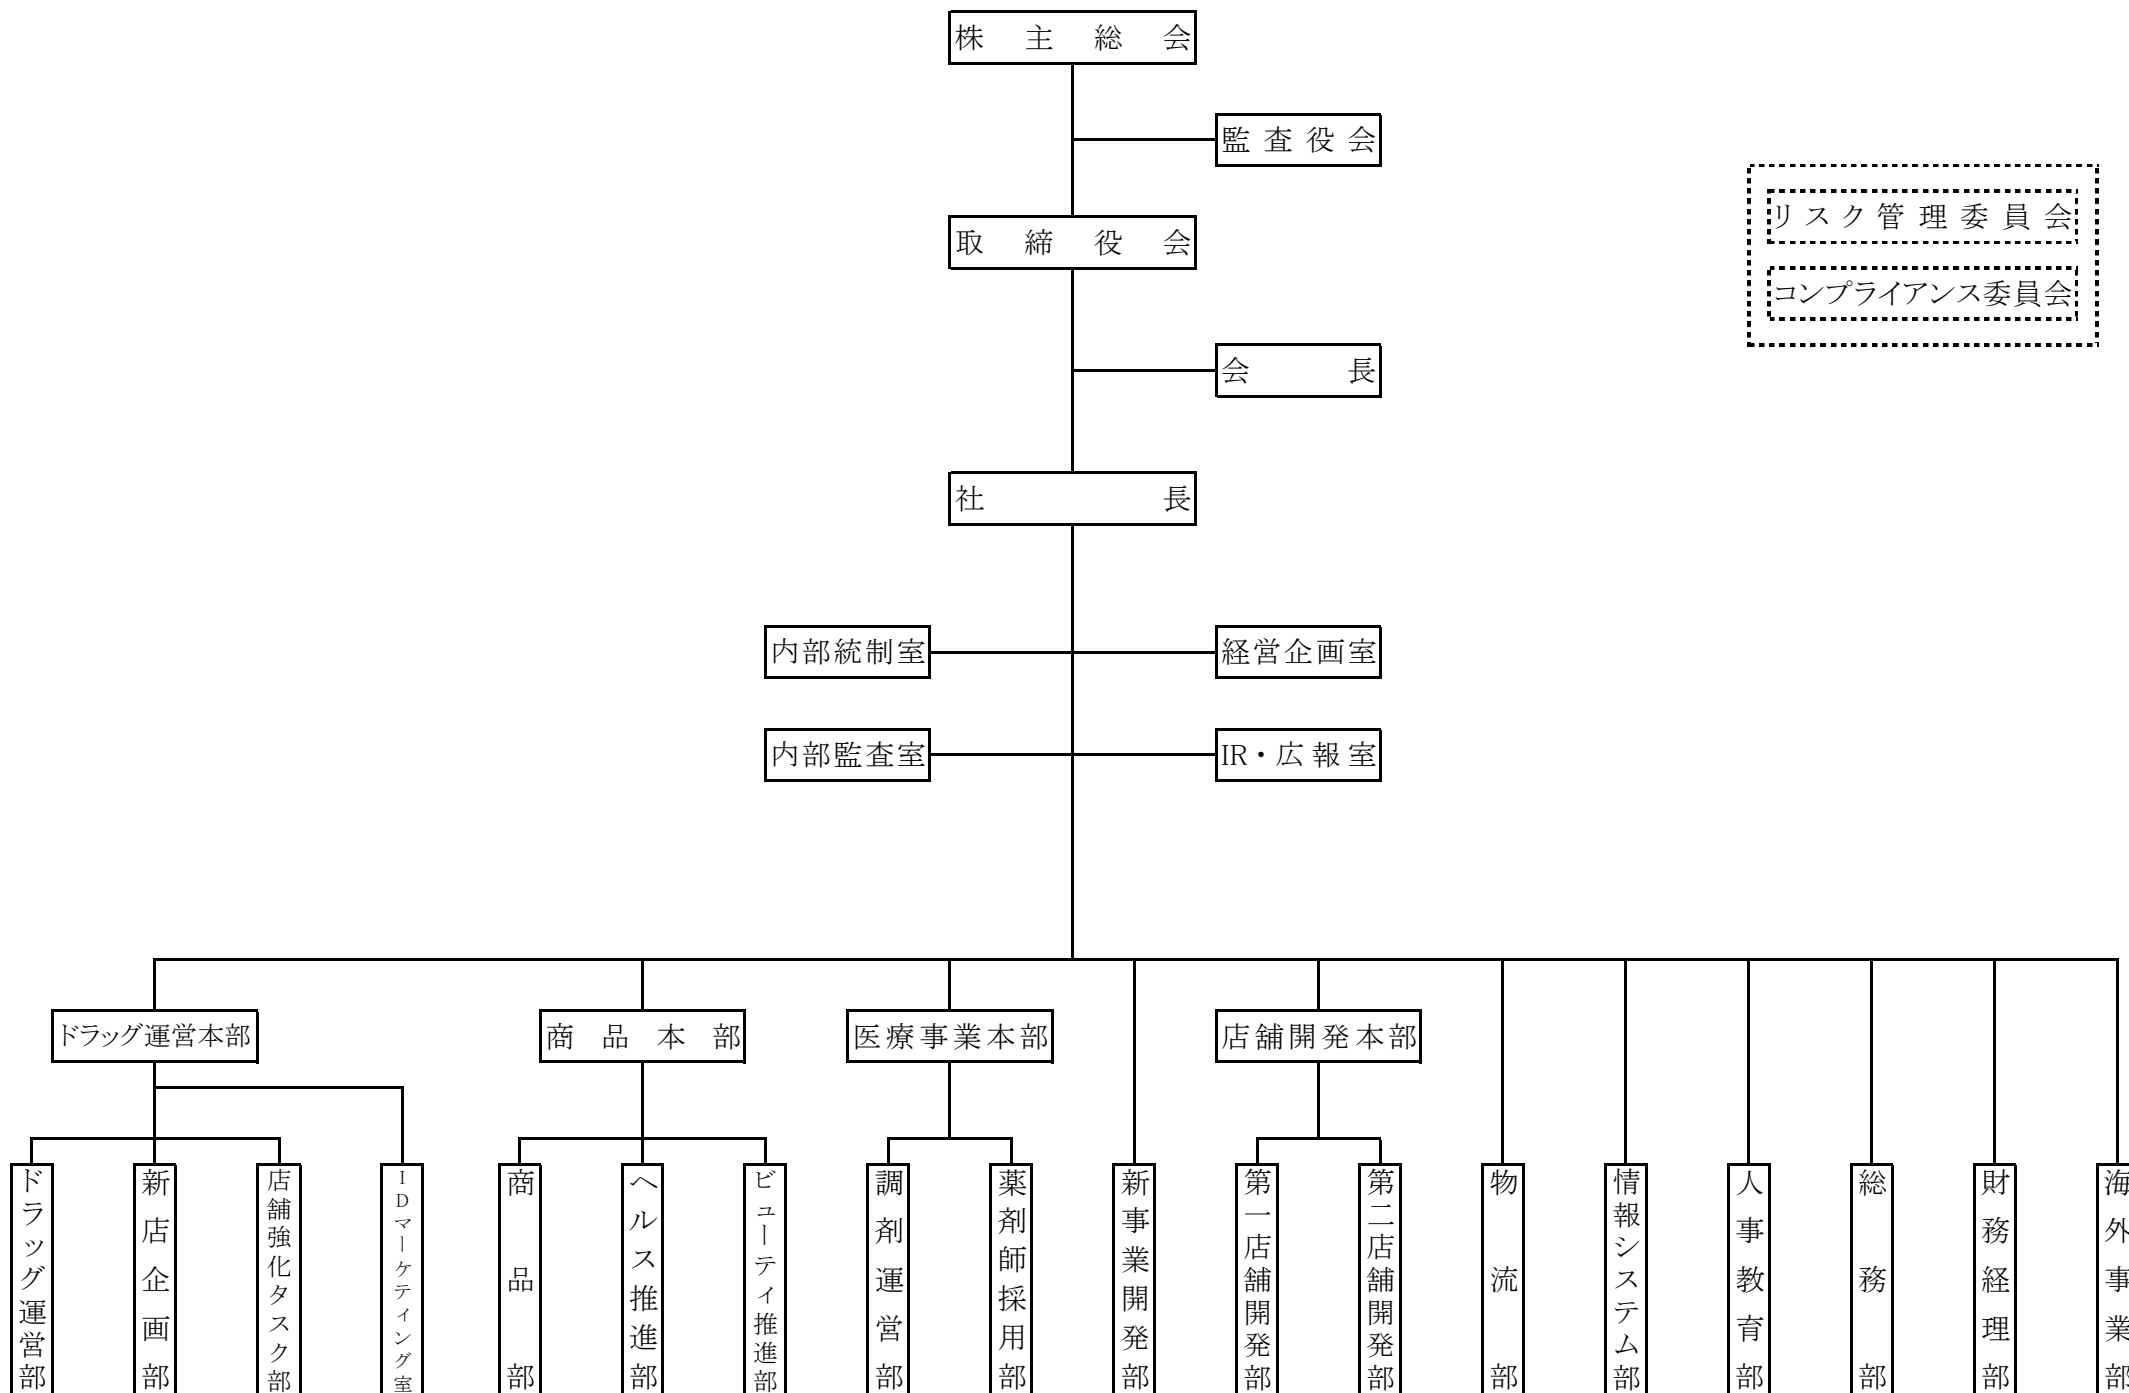 株主総会
監査役会
リスク管理委員会
取締役会
コンプライアンス委員会
会長
社長
内部統制室
経営企画室
内部監査室
IR・広報室
ドラッグ運営本部
商品本部
医療事業本部
店舗開発本部
ドラッグ運営部
新店企画部
店舗強化タスク部
IDマーケティング室
商品部
ヘルス推進部
ビューティ推進部
調剤運営部
薬剤師採用部
新事業開発部
第一店舗開発部
第二店舗開発部
物流部
情報システム部
人事教育部
総務部
財務経理部
海外事業部